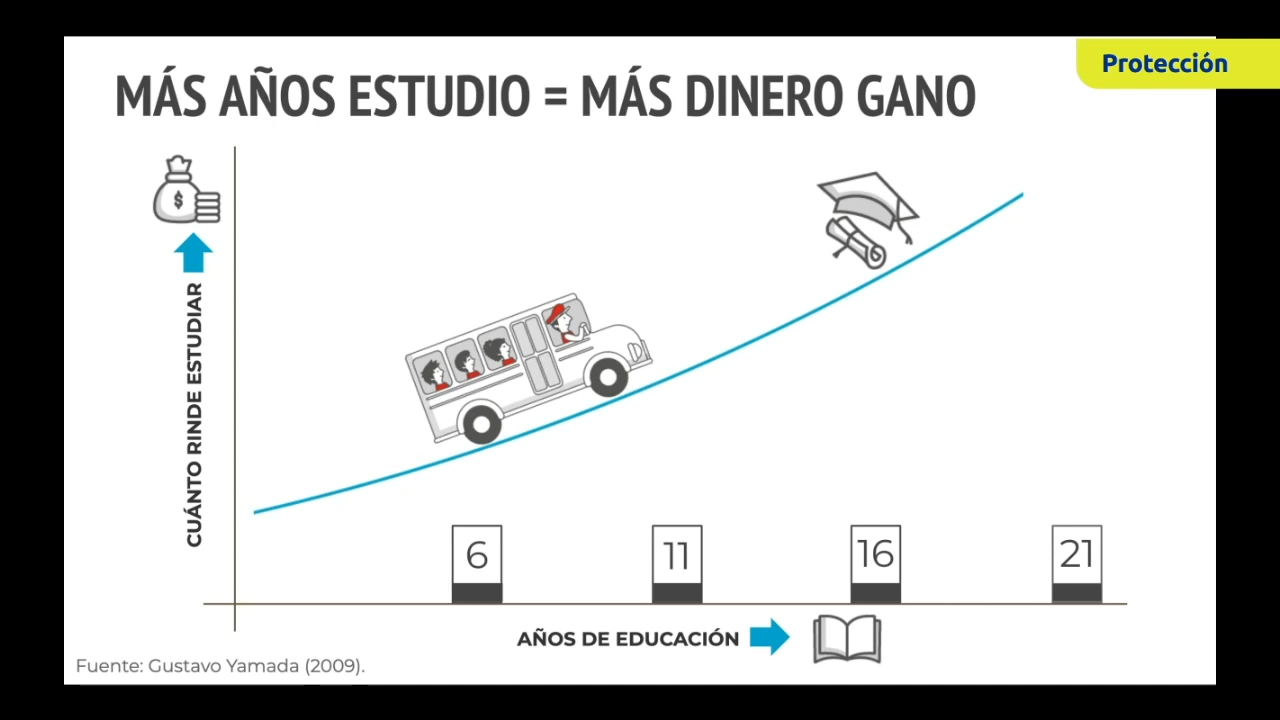 Protección
MÁS AÑOS ESTUDIO = MÁS DINERO GANO
$
CUÁNTO RINDE ESTUDIAR
6
11
16
21
AÑOS DE EDUCACIÓN
Fuente: Gustavo Yamada (2009).